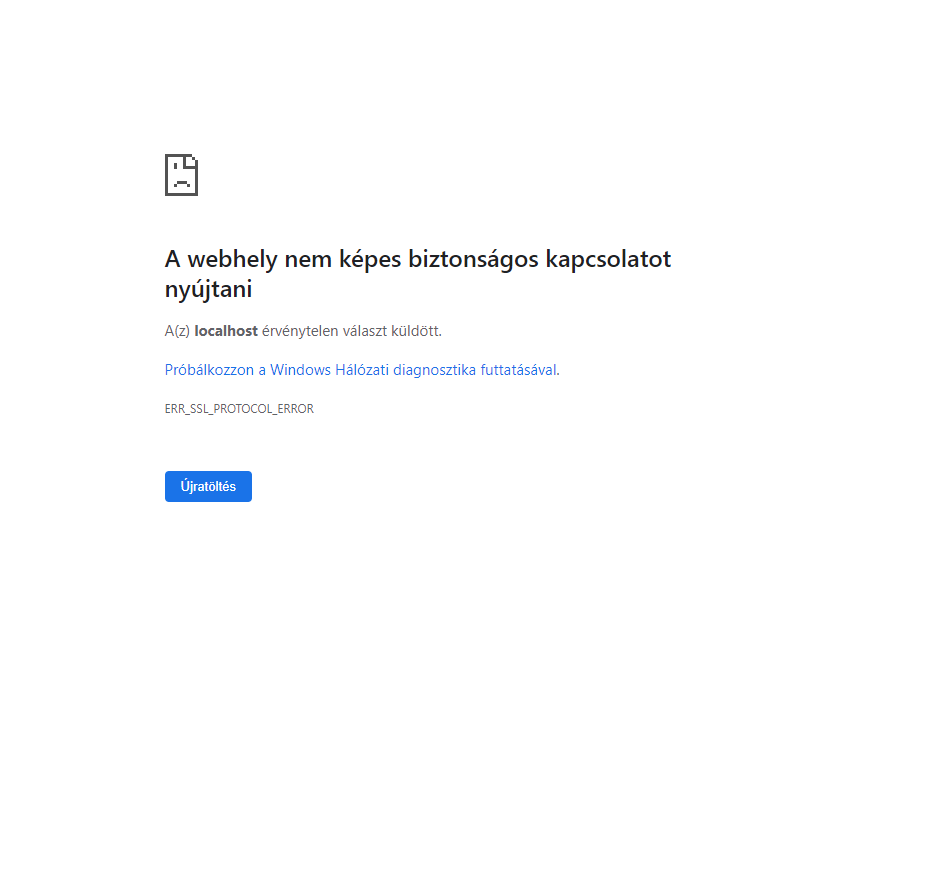 A webhely nem képes biztonságos kapcsolatot
nyújtani
A(z) localhost érvénytelen választ küldött.
Próbálkozzon a Windows Hálózati diagnosztika futtatásával.
ERR_SSL_PROTOCOL_ERROR
Újratöltés